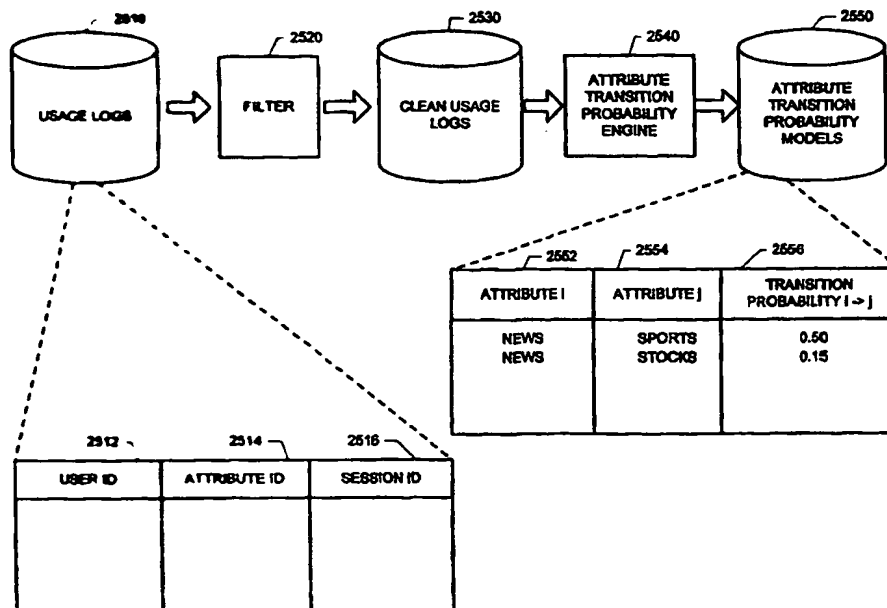 2510
2520
2530
2540
2550
USAGE LOGS
FILTER
CLEAN USAGE
LOGS
ATTRIBUTE
TRANSITION
PROBABILITY
ENGINE
ATTRIBUTE
TRANSITION
PROBABILITY
MODELS
2552
2554
2556
ATTRIBUTE i
ATTRIBUTE j
TRANSITION
PROBABILITY i -> j
NEWS
SPORTS
0.50
NEWS
STOCKS
0.15
2512
2514
2516
USER ID
ATTRIBUTE ID
SESSION ID